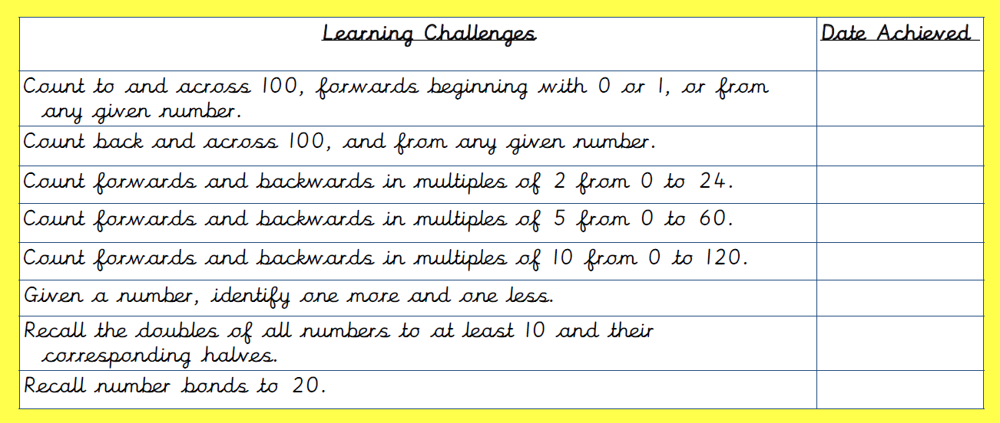 Learning Challenges
Date Achieved
Count to and across 100, forwards beginning with 0 or 1, or from
any given number.
Count back and across 100, and from any given number.
Count forwards and backwards in multiples of 2 from 0 to 24.
Count forwards and backwards in multiples of 5 from 0 to 60.
Count forwards and backwards in multiples of 10 from 0 to 120.
Given a number, identify one more and one less.
Recall the doubles of all numbers to at least 10 and their
corresponding halves.
Recall number bonds to 20.